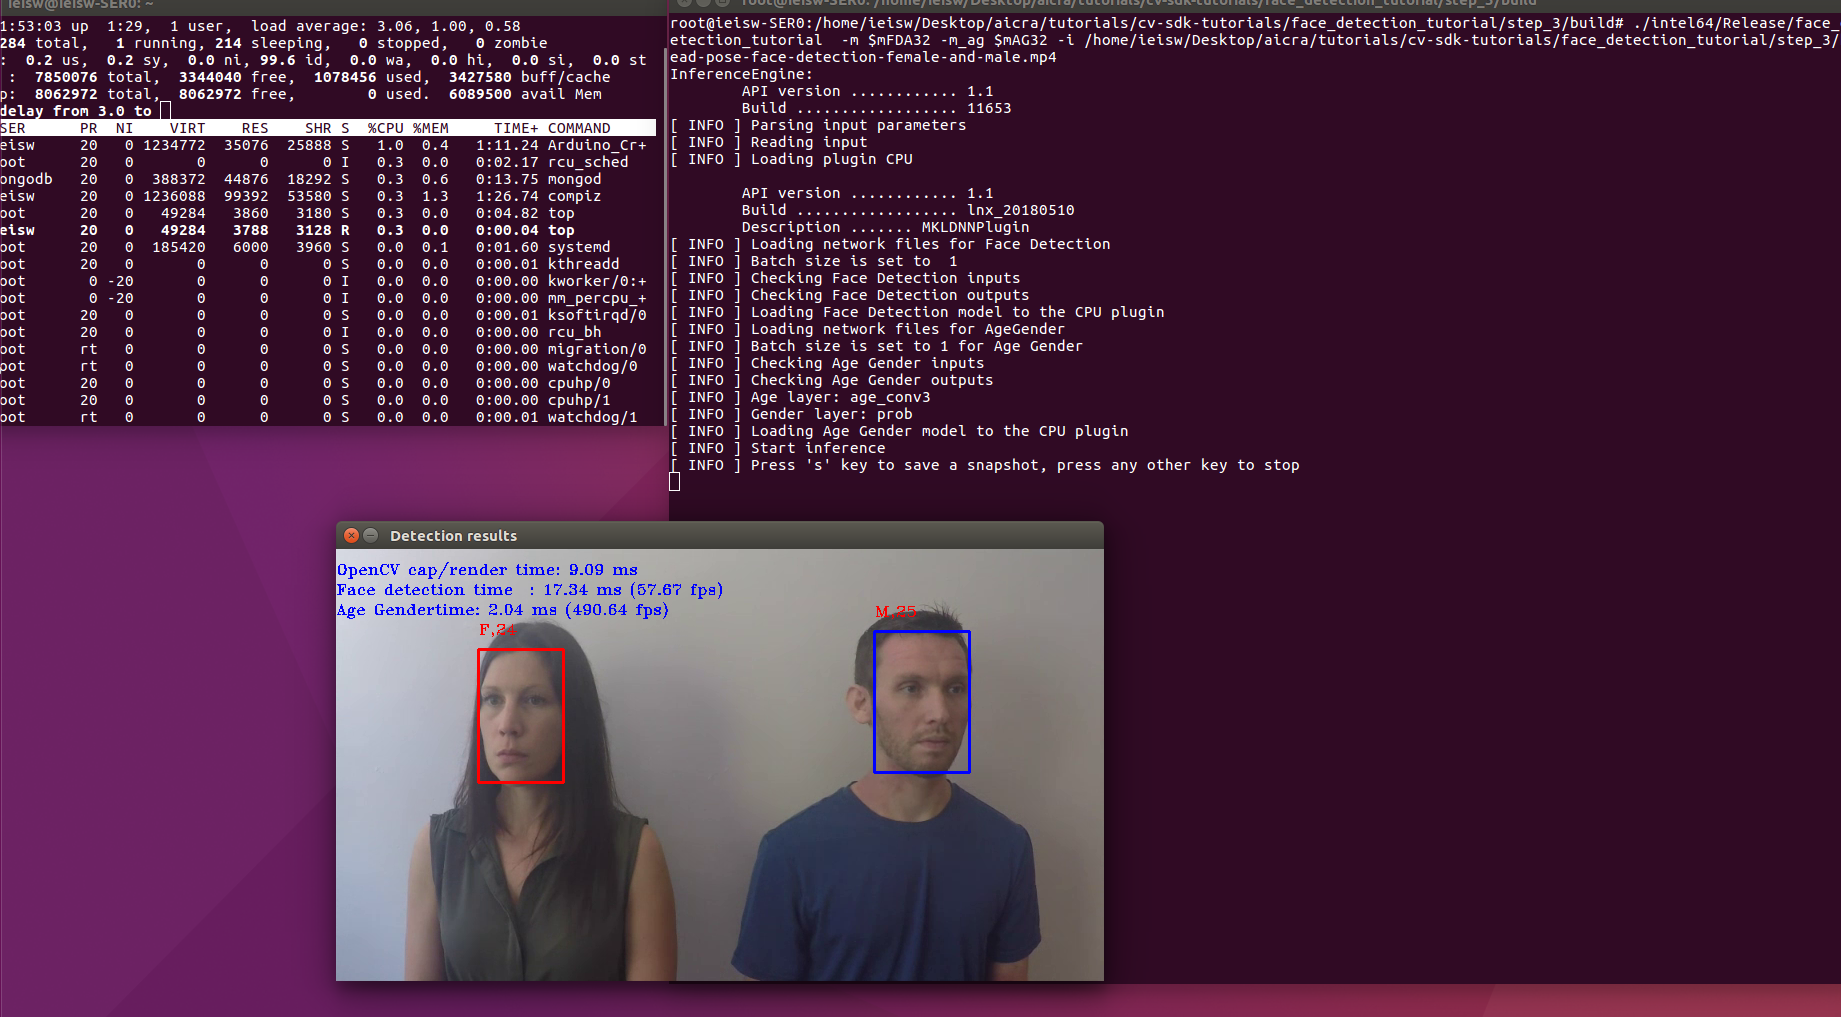 ieisw@ieisw-SER0: ~
1:53:03 up  1:29,  1 user,  load average: 3.06, 1.00, 0.58
284 total,   1 running, 214 sleeping,   0 stopped,   0 zombie
:  0.2 us,  0.2 sy,  0.0 ni, 99.6 id,  0.0 wa,  0.0 hi,  0.0 si,  0.0 st
:  7850076 total,  3344040 free,  1078456 used,  3427580 buff/cache
p:  8062972 total,  8062972 free,        0 used.  6089500 avail Mem
delay from 3.0 to
SER      PR  NI    VIRT    RES    SHR S  %CPU %MEM     TIME+ COMMAND
eisw     20   0 1234772  35076  25888 S   1.0  0.4   1:11.24 Arduino_Cr+
oot      20   0       0      0      0 I   0.3  0.0   0:02.17 rcu_sched
ongodb   20   0  388372  44876  18292 S   0.3  0.6   0:13.75 mongod
eisw     20   0 1236088  99392  53580 S   0.3  1.3   1:26.74 compiz
oot      20   0   49284   3860   3180 S   0.3  0.0   0:04.82 top
eisw     20   0   49284   3788   3128 R   0.3  0.0   0:00.04 top
oot      20   0  185420   6000   3960 S   0.0  0.1   0:01.60 systemd
oot      20   0       0      0      0 S   0.0  0.0   0:00.01 kthreadd
oot       0 -20       0      0      0 I   0.0  0.0   0:00.00 kworker/0:+
oot       0 -20       0      0      0 I   0.0  0.0   0:00.00 mm_percpu_+
oot      20   0       0      0      0 S   0.0  0.0   0:00.01 ksoftirqd/0
oot      20   0       0      0      0 I   0.0  0.0   0:00.00 rcu_bh
oot      rt   0       0      0      0 S   0.0  0.0   0:00.00 migration/0
oot      rt   0       0      0      0 S   0.0  0.0   0:00.00 watchdog/0
oot      20   0       0      0      0 S   0.0  0.0   0:00.00 cpuhp/0
oot      20   0       0      0      0 S   0.0  0.0   0:00.00 cpuhp/1
oot      rt   0       0      0      0 S   0.0  0.0   0:00.01 watchdog/1
root@ieisw-SER0: /home/ieisw/Desktop/aicra/tutorials/cv-sdk-tutorials/face_detection_tutorial/step_3/build
root@ieisw-SER0:/home/ieisw/Desktop/aicra/tutorials/cv-sdk-tutorials/face_detection_tutorial/step_3/build# ./intel64/Release/face_d
etection_tutorial  -m $mFDA32 -m_ag $mAG32 -i /home/ieisw/Desktop/aicra/tutorials/cv-sdk-tutorials/face_detection_tutorial/step_3/
ead-pose-face-detection-female-and-male.mp4
InferenceEngine:
API version ............ 1.1
Build .................. 11653
[ INFO ] Parsing input parameters
[ INFO ] Reading input
[ INFO ] Loading plugin CPU
API version ............ 1.1
Build .................. lnx_20180510
Description ....... MKLDNNPlugin
[ INFO ] Loading network files for Face Detection
[ INFO ] Batch size is set to  1
[ INFO ] Checking Face Detection inputs
[ INFO ] Checking Face Detection outputs
[ INFO ] Loading Face Detection model to the CPU plugin
[ INFO ] Loading network files for AgeGender
[ INFO ] Batch size is set to 1 for Age Gender
[ INFO ] Checking Age Gender inputs
[ INFO ] Checking Age Gender outputs
[ INFO ] Age layer: age_conv3
[ INFO ] Gender layer: prob
[ INFO ] Loading Age Gender model to the CPU plugin
[ INFO ] Start inference
[ INFO ] Press 's' key to save a snapshot, press any other key to stop
Detection results
OpenCV cap/render time: 9.09 ms
Face detection time  : 17.34 ms (57.67 fps)
Age Gendertime: 2.04 ms (490.64 fps)
M,35
F,24